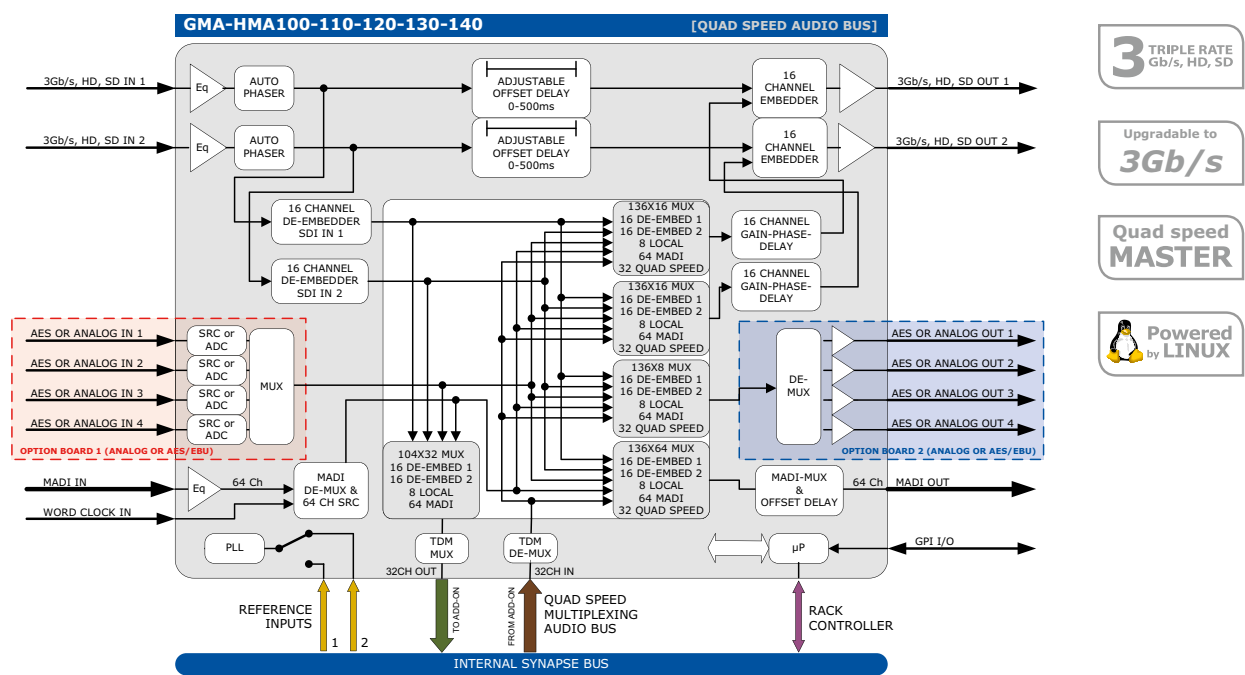 GMA-HMA100-110-120-130-140 [QUAD SPEED AUDIO BUS]
3Gb/s, HD, SD IN 1
Eq
AUTO
PHASER
ADJUSTABLE
OFFSET DELAY
0-500ms
16
CHANNEL
EMBEDDER
3Gb/s, HD, SD OUT 1
3Gb/s, HD, SD IN 2
Eq
AUTO
PHASER
ADJUSTABLE
OFFSET DELAY
0-500ms
16
CHANNEL
EMBEDDER
3Gb/s, HD, SD OUT 2
16 CHANNEL
DE-EMBEDDER
SDI IN 1
16 CHANNEL
DE-EMBEDDER
SDI IN 2
136X16 MUX
16 DE-EMBED 1
16 DE-EMBED 2
8 LOCAL
64 MADI
32 QUAD SPEED
16 CHANNEL
GAIN-PHASE-
DELAY
16 CHANNEL
GAIN-PHASE-
DELAY
136X16 MUX
16 DE-EMBED 1
16 DE-EMBED 2
8 LOCAL
64 MADI
32 QUAD SPEED
AES OR ANALOG IN 1
AES OR ANALOG IN 2
AES OR ANALOG IN 3
AES OR ANALOG IN 4
SRC or
ADC
SRC or
ADC
SRC or
ADC
SRC or
ADC
MUX
OPTION BOARD 1 (ANALOG OR AES/EBU)
136X8 MUX
16 DE-EMBED 1
16 DE-EMBED 2
8 LOCAL
64 MADI
32 QUAD SPEED
DE-
MUX
AES OR ANALOG OUT 1
AES OR ANALOG OUT 2
AES OR ANALOG OUT 3
AES OR ANALOG OUT 4
OPTION BOARD 2 (ANALOG OR AES/EBU)
104X32 MUX
16 DE-EMBED 1
16 DE-EMBED 2
8 LOCAL
64 MADI
136X64 MUX
16 DE-EMBED 1
16 DE-EMBED 2
8 LOCAL
64 MADI
32 QUAD SPEED
MADI IN
Eq
64 Ch
MADI
DE-MUX &
64 CH SRC
WORD CLOCK IN
MADI-MUX
&
OFFSET DELAY
64 Ch
MADI OUT
PLL
TDM
MUX
TDM
DE-MUX
µP
GPI I/O
32CH OUT
32CH IN
REFERENCE
INPUTS
1
2
TO ADD-ON
FROM ADD-ON
QUAD SPEED
MULTIPLEXING
AUDIO BUS
RACK
CONTROLLER
INTERNAL SYNAPSE BUS
3 TRIPLE RATE
Gb/s, HD, SD
Upgradable to
3Gb/s
Quad speed
MASTER
Powered
by LINUX